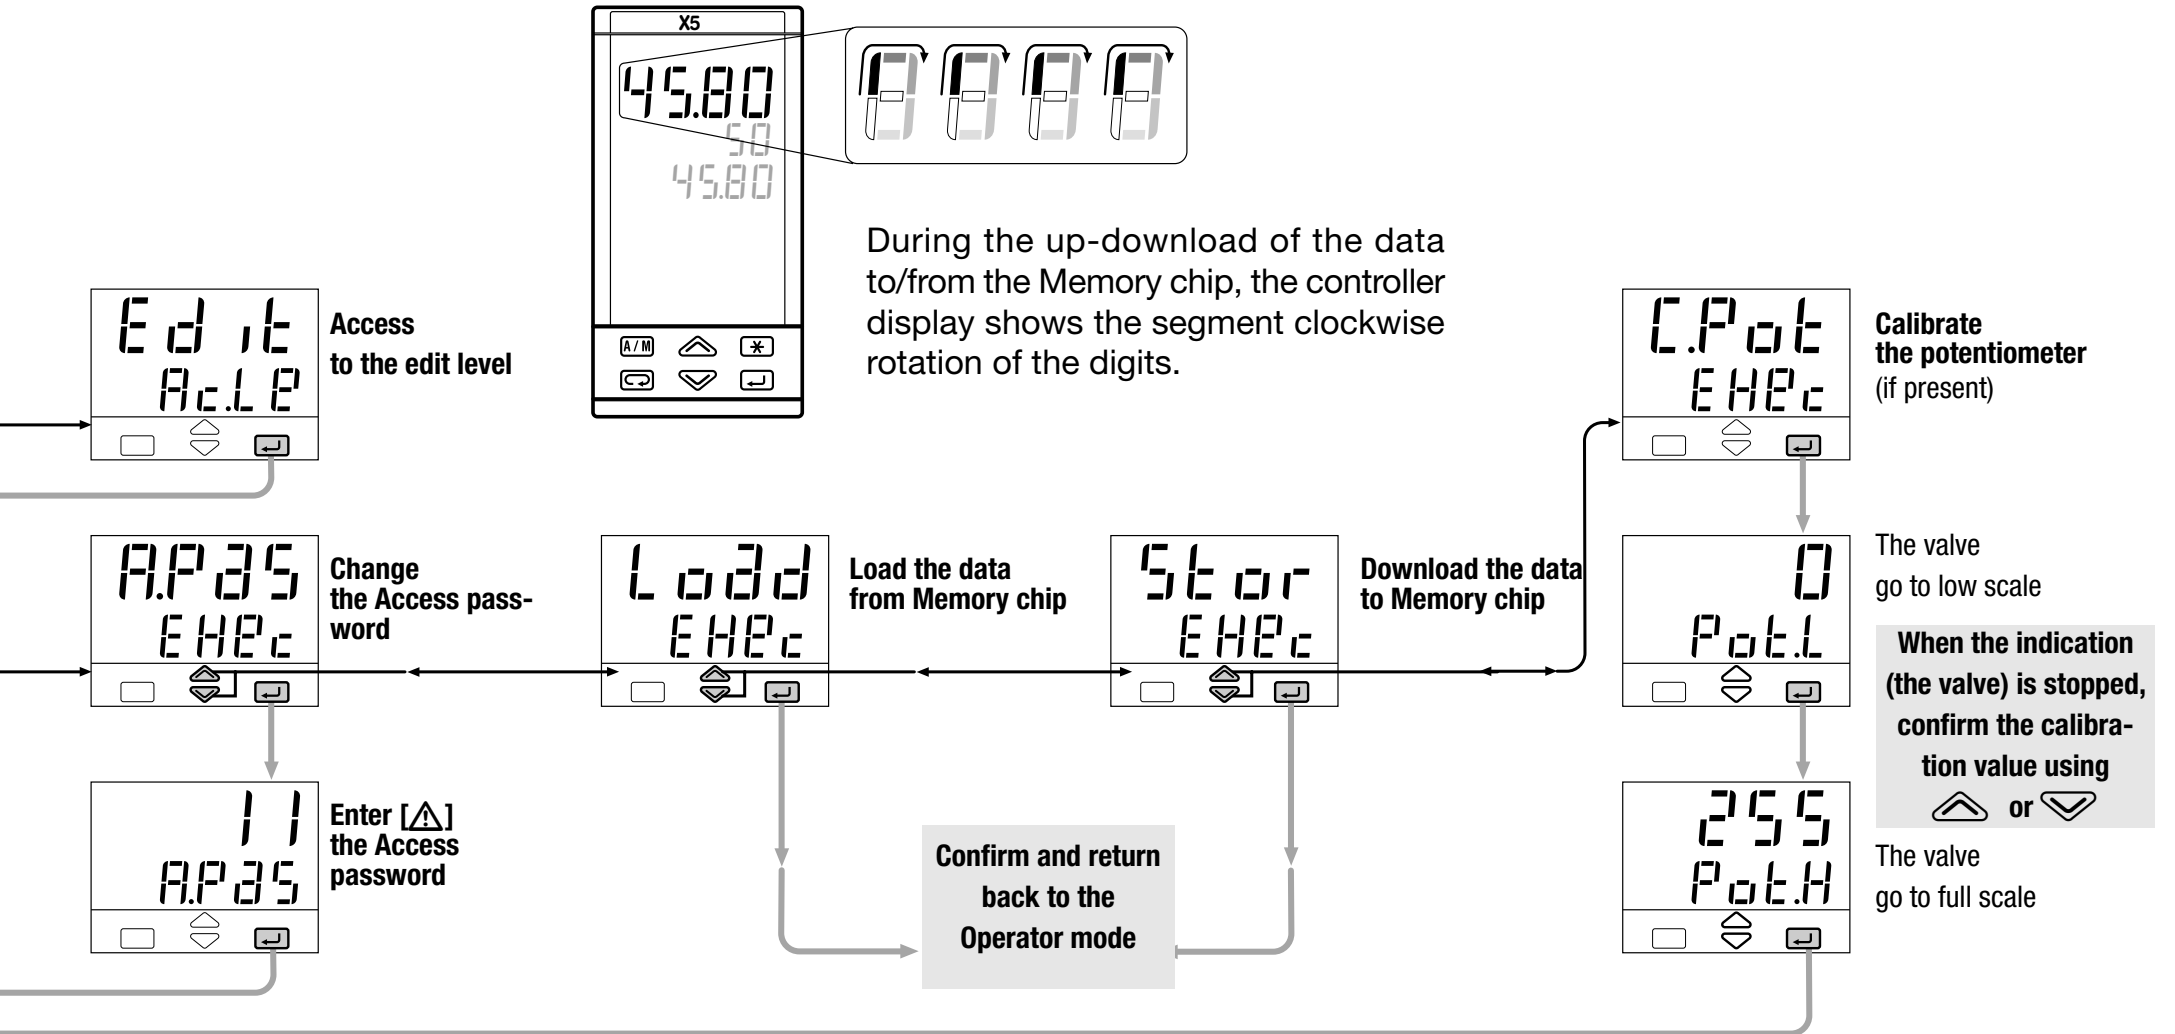 X5
45.80
50
45.80
A/M
During the up-download of the data
to/from the Memory chip, the controller
display shows the segment clockwise
rotation of the digits.
Edit
Ac.Le
Access
to the edit level
C.Pot
EHec
Calibrate
the potentiometer
(if present)
A.PaS
EHec
Change
the Access pass-
word
Load
EHec
Load the data
from Memory chip
Stor
EHec
Download the data
to Memory chip
0
Pot.L
The valve
go to low scale
When the indication
(the valve) is stopped,
confirm the calibra-
tion value using
or
11
A.PaS
Enter [⚠]
the Access
password
Confirm and return
back to the
Operator mode
255
Pot.H
The valve
go to full scale